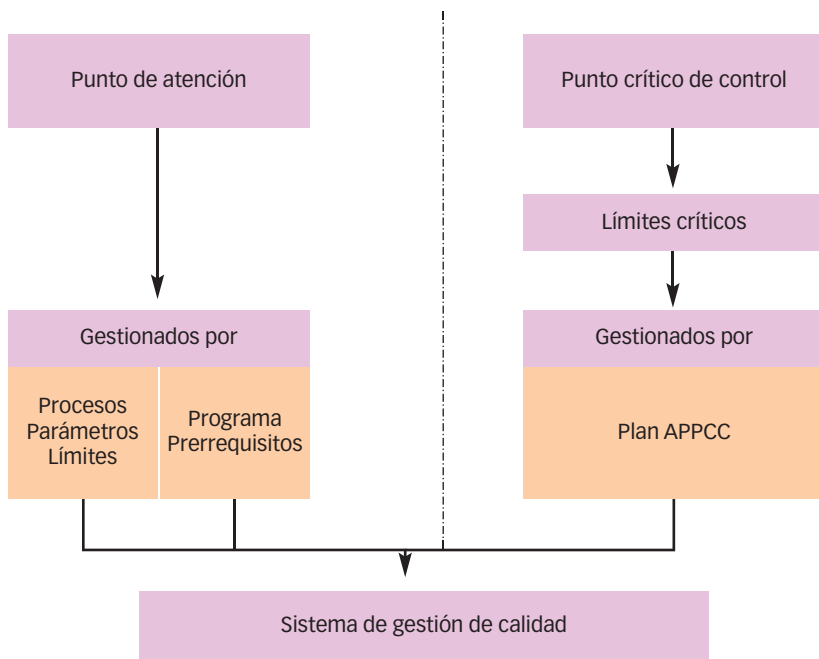 Punto de atención
Punto crítico de control
Límites críticos
Gestionados por
Gestionados por
Procesos
Parámetros
Límites
Programa
Prerrequisitos
Plan APPCC
Sistema de gestión de calidad